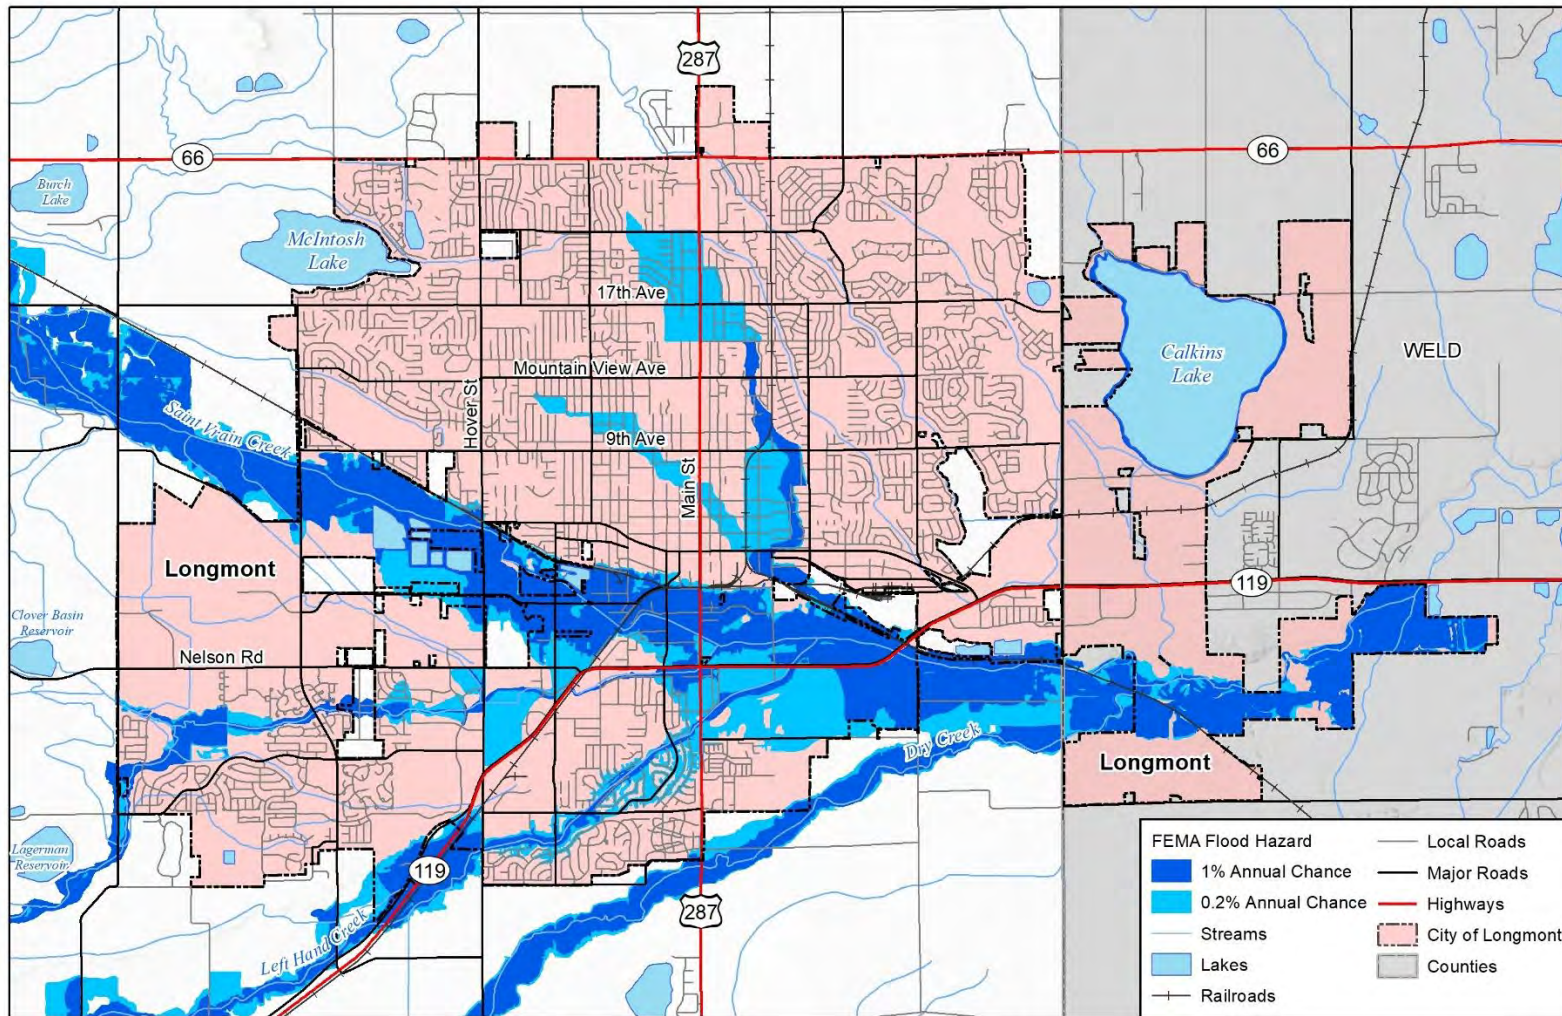 287
66
66
Burch
Lake
McIntosh
Lake
17th Ave
Calkins
Lake
WELD
Mountain View Ave
Hover St
Saint Vrain Creek
9th Ave
Main St
Longmont
119
Clover Basin
Reservoir
Nelson Rd
Dry Creek
Longmont
Lagerman
Reservoir
119
287
Left Hand Creek
FEMA Flood Hazard
1% Annual Chance
0.2% Annual Chance
Streams
Lakes
Railroads
Local Roads
Major Roads
Highways
City of Longmont
Counties